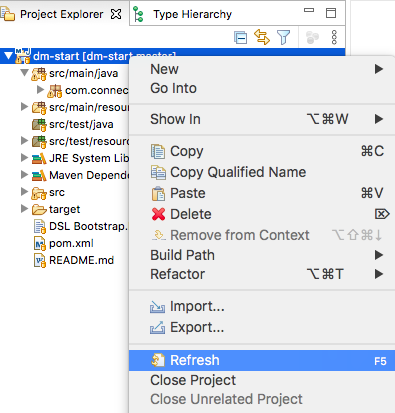 Project Explorer
Type Hierarchy
dm-start [dm-start master]
src/main/java
com.connec
src/main/resou
src/test/java
src/test/resour
JRE System Lib
Maven Depende
src
target
DSL Bootstrap.
pom.xml
README.md
New
Go Into
Show In ⌥⌘W
Copy ⌘C
Copy Qualified Name
Paste ⌘V
Delete ⌦
Remove from Context ⌥⇧⌘↓
Build Path
Refactor ⌥⌘T
Import...
Export...
Refresh F5
Close Project
Close Unrelated Project